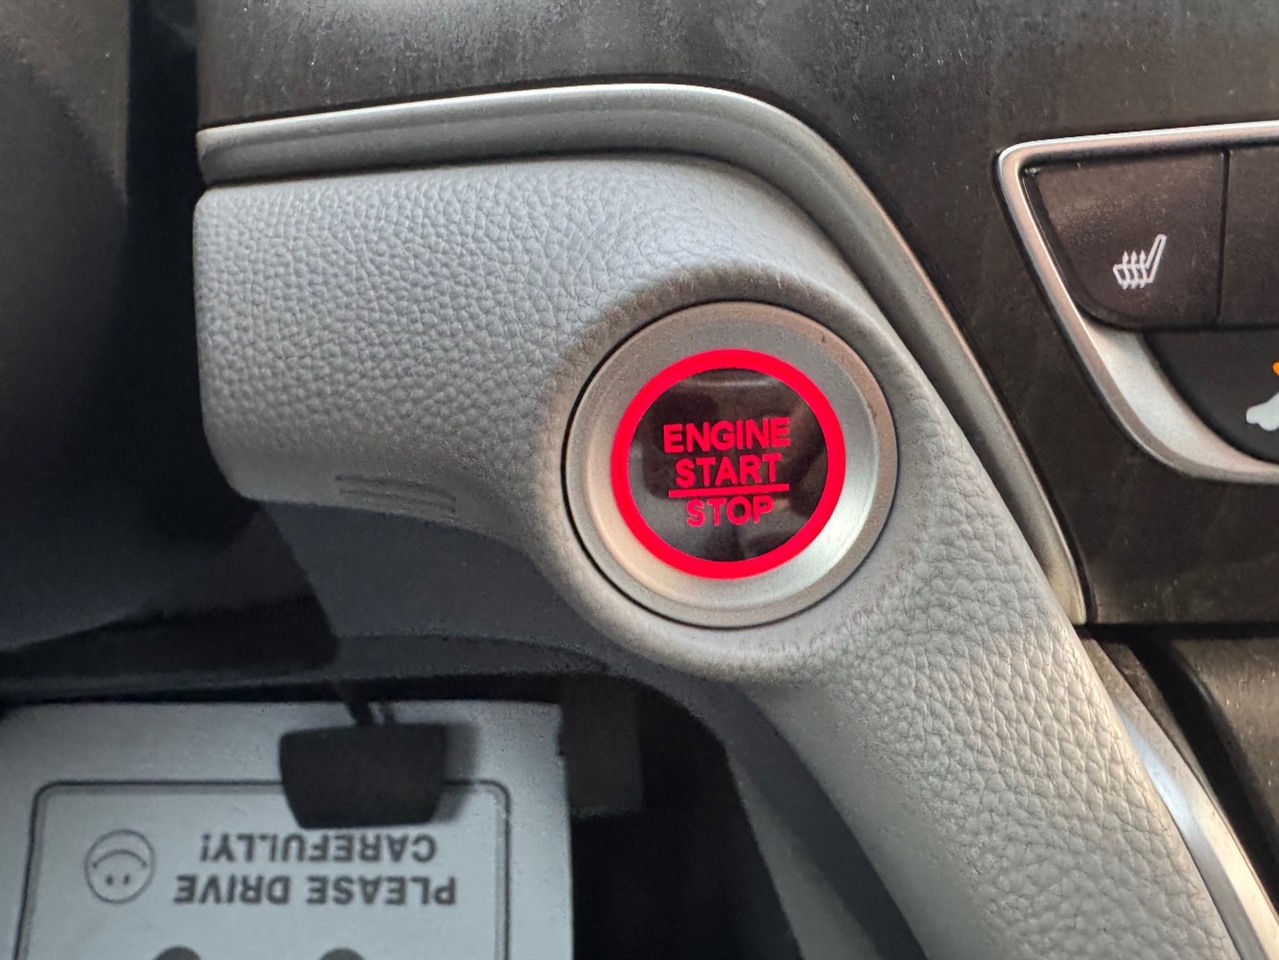 ENGINE
START
STOP
PLEASE DRIVE
CAREFULLY!